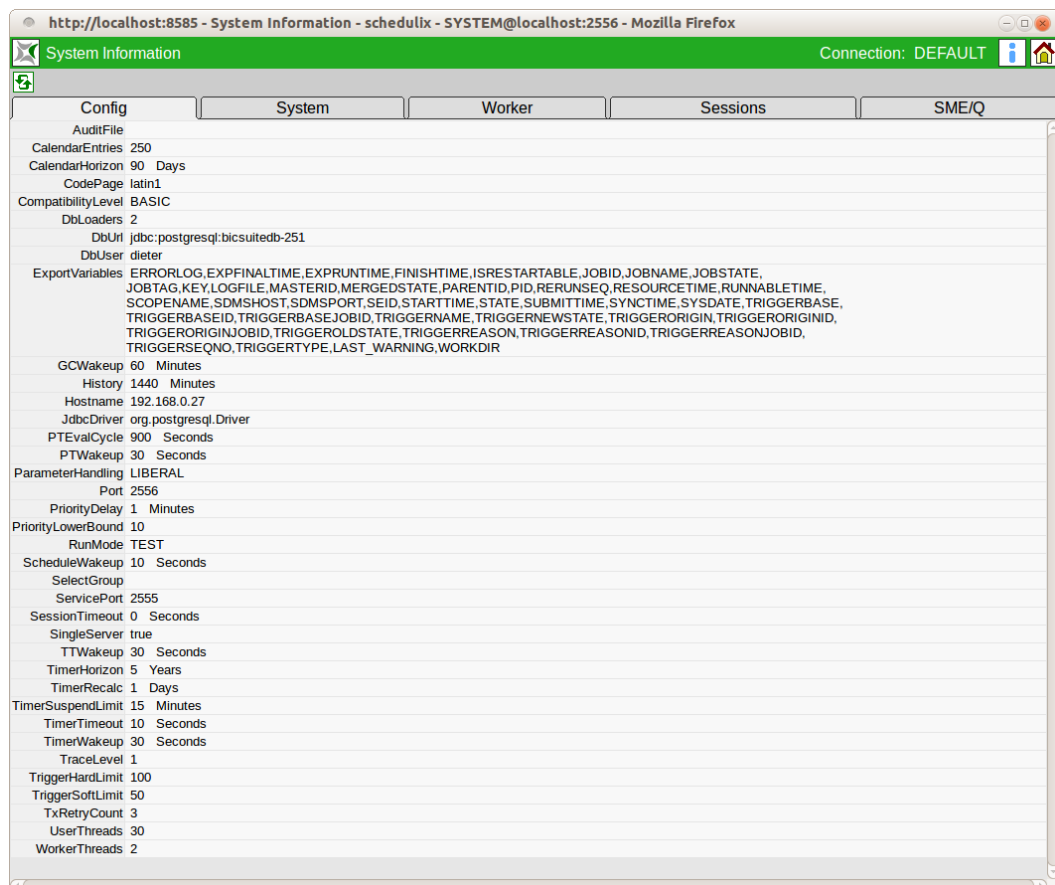 http://localhost:8585 - System Information - schedulix - SYSTEM@localhost:2556 - Mozilla Firefox
System Information Connection: DEFAULT
Config System Worker Sessions SME/Q
AuditFile
CalendarEntries 250
CalendarHorizon 90 Days
CodePage latin1
CompatibilityLevel BASIC
DbLoaders 2
DbUrl jdbc:postgresql:bicsuitedb-251
DbUser dieter
ExportVariables ERRORLOG,EXPFINALTIME,EXPRUNTIME,FINISHTIME,ISRESTARTABLE,JOBID,JOBNAME,JOBSTATE,
JOBTAG,KEY,LOGFILE,MASTERID,MERGEDSTATE,PARENTID,PID,RERUNSEQ,RESOURCETIME,RUNNABLETIME,
SCOPENAME,SDMSHOST,SDMSPORT,SEID,STARTTIME,STATE,SUBMITTIME,SYNCTIME,SYSDATE,TRIGGERBASE,
TRIGGERBASEID,TRIGGERBASEJOBID,TRIGGERNAME,TRIGGERNEWSTATE,TRIGGERORIGIN,TRIGGERORIGINID,
TRIGGERORIGINJOBID,TRIGGEROLDSTATE,TRIGGERREASON,TRIGGERREASONID,TRIGGERREASONJOBID,
TRIGGERSEQNO,TRIGGERTYPE,LAST_WARNING,WORKDIR
GCWakeup 60 Minutes
History 1440 Minutes
Hostname 192.168.0.27
JdbcDriver org.postgresql.Driver
PTEvalCycle 900 Seconds
PTWakeup 30 Seconds
ParameterHandling LIBERAL
Port 2556
PriorityDelay 1 Minutes
PriorityLowerBound 10
RunMode TEST
ScheduleWakeup 10 Seconds
SelectGroup
ServicePort 2555
SessionTimeout 0 Seconds
SingleServer true
TTWakeup 30 Seconds
TimerHorizon 5 Years
TimerRecalc 1 Days
TimerSuspendLimit 15 Minutes
TimerTimeout 10 Seconds
TimerWakeup 30 Seconds
TraceLevel 1
TriggerHardLimit 100
TriggerSoftLimit 50
TxRetryCount 3
UserThreads 30
WorkerThreads 2